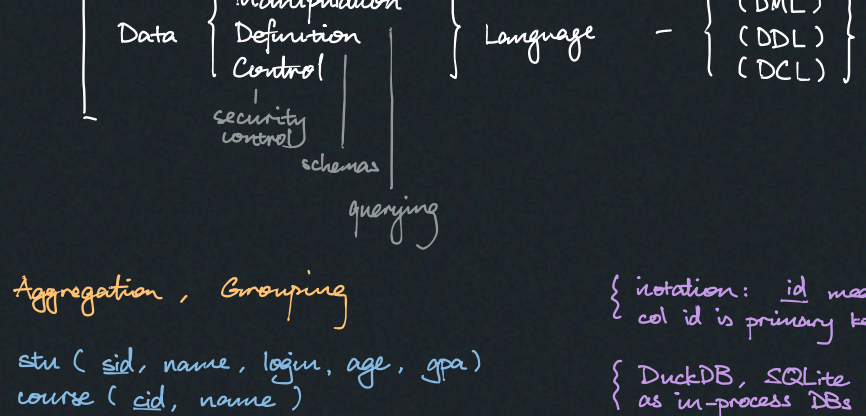 Data { Definition } Language - { (DML)
(DDL)
Control (DCL)
security
control
schemas
querying
Aggregation, Grouping
{ notation: id
col id is primary
stu ( sid, name, login, age, gpa )
course ( cid, name )
{ DuckDB, SQLite
as in-process DBs